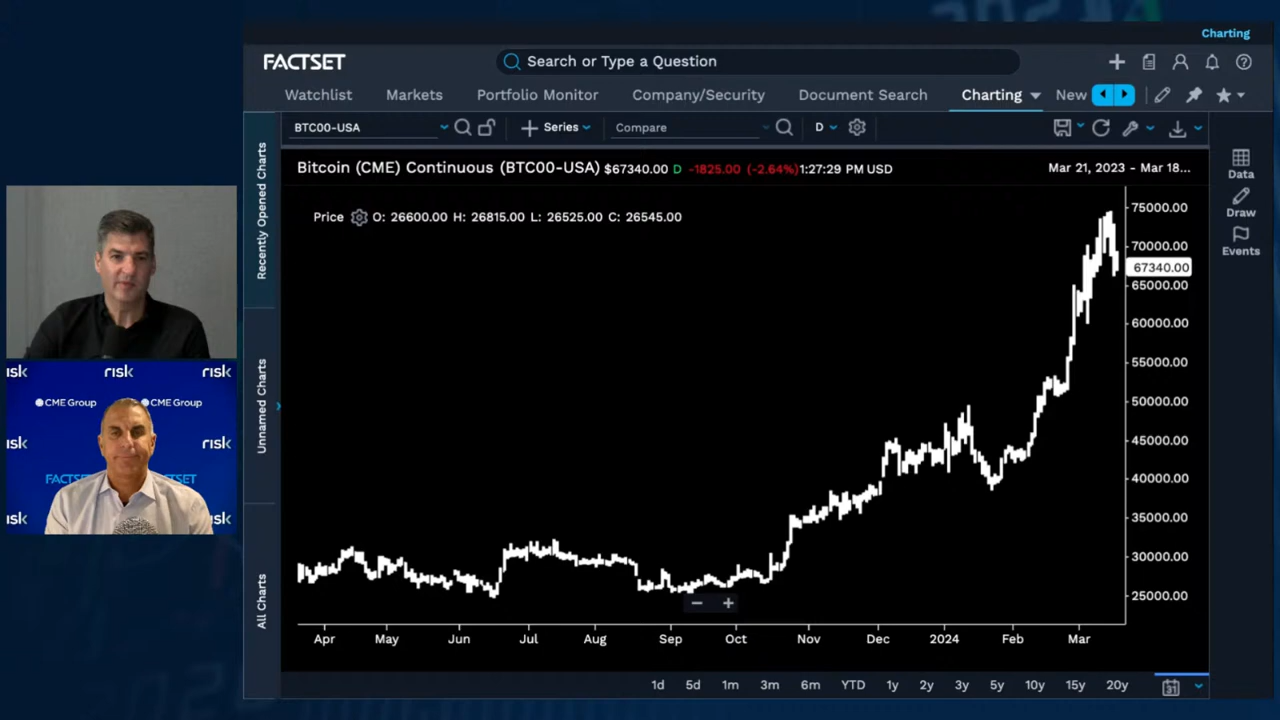 Charting
FACTSET
Search or Type a Question
Watchlist
Markets
Portfolio Monitor
Company/Security
Document Search
Charting
New
BTC00-USA
Series
Compare
D
Bitcoin (CME) Continuous (BTC00-USA) $67340.00 D -1825.00 (-2.64%) 1:27:29 PM USD
Mar 21, 2023 - Mar 18...
Price O: 26600.00 H: 26815.00 L: 26525.00 C: 26545.00
Recently Opened Charts
Unnamed Charts
All Charts
Data
Draw
Events
75000.00
70000.00
67340.00
65000.00
60000.00
55000.00
50000.00
45000.00
40000.00
35000.00
30000.00
25000.00
Apr
May
Jun
Jul
Aug
Sep
Oct
Nov
Dec
2024
Feb
Mar
1d
5d
1m
3m
6m
YTD
1y
2y
3y
5y
10y
15y
20y
31
isk
risk
risk
CME Group
CME Group
isk
risk
FACTSET
SET
isk
isk